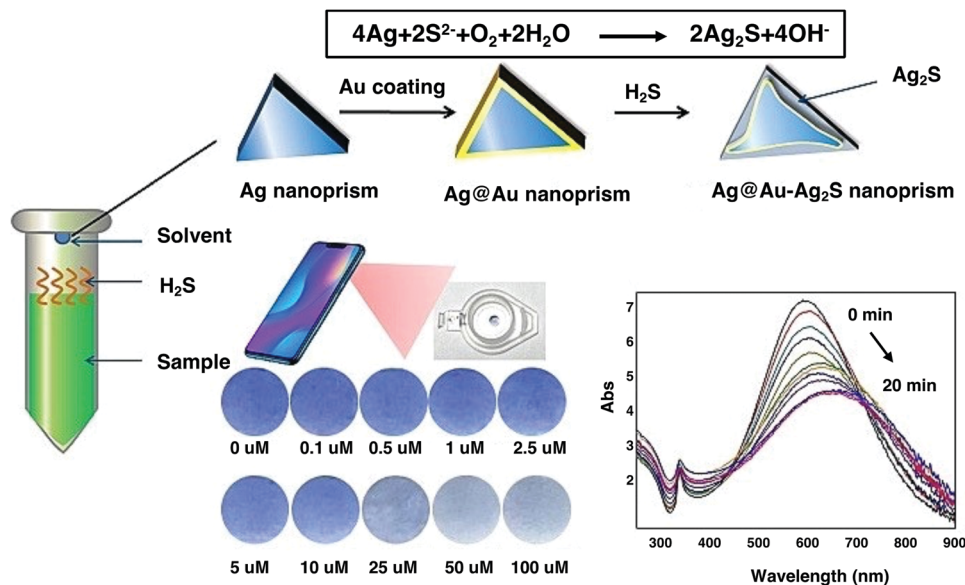 4Ag+2S²⁻+O₂+2H₂O 2Ag₂S+4OH⁻
Au coating
H₂S
Ag₂S
Ag nanoprism
Ag@Au nanoprism
Ag@Au-Ag₂S nanoprism
Solvent
H₂S
Sample
0 uM 0.1 uM 0.5 uM 1 uM 2.5 uM
5 uM 10 uM 25 uM 50 uM 100 uM
7
6
5
4
3
2
Abs
0 min
20 min
250 300 400 500 600 700 800 900
Wavelength (nm)